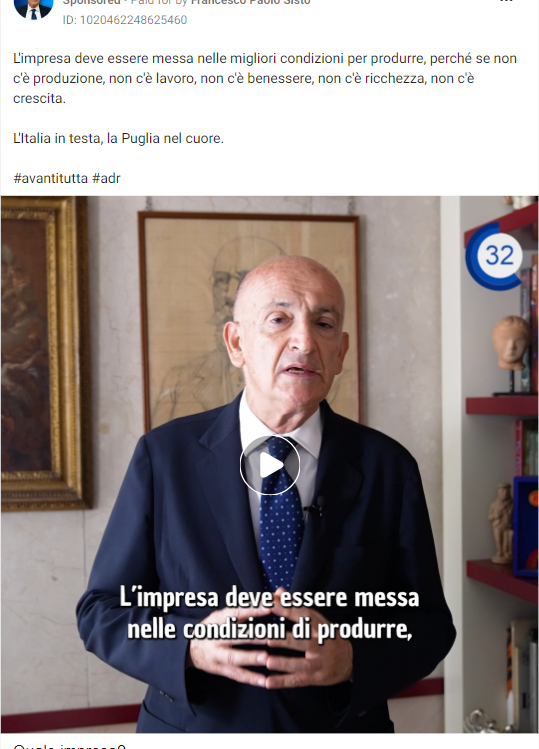 Sponsored • Paid for by Francesco Paolo Sisto
ID: 1020462248625460
L'impresa deve essere messa nelle migliori condizioni per produrre, perché se non
c'è produzione, non c'è lavoro, non c'è benessere, non c'è ricchezza, non c'è
crescita.
L'Italia in testa, la Puglia nel cuore.
#avantitutta #adr
32
L'impresa deve essere messa
nelle condizioni di produrre,
Quale impresa?